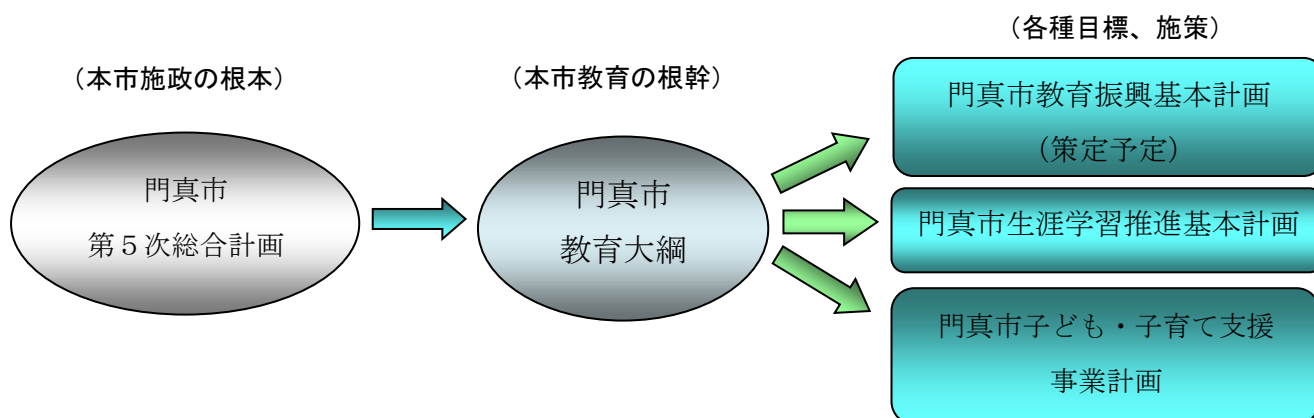 （本市施政の根本）
門真市
第５次総合計画
（本市教育の根幹）
門真市
教育大綱
（各種目標、施策）
門真市教育振興基本計画
（策定予定）
門真市生涯学習推進基本計画
門真市子ども・子育て支援
事業計画